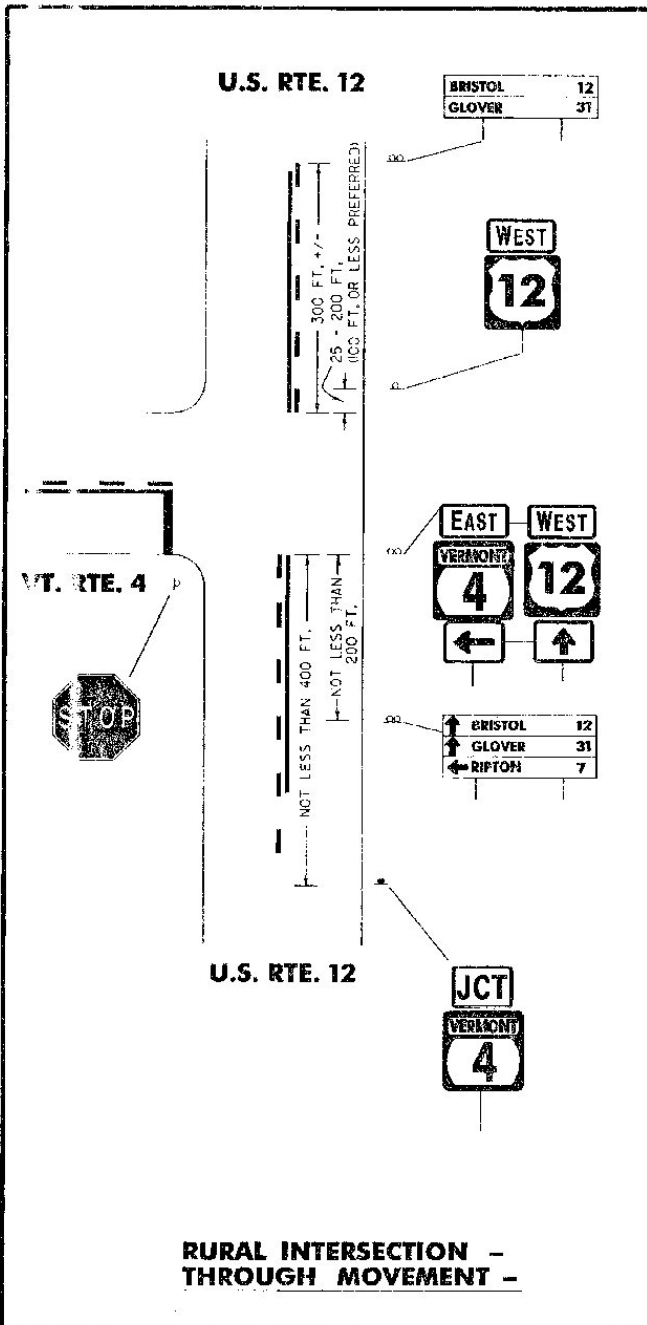 U.S. RTE. 12
BRISTOL 12
GLOVER 31
300 FT. +/-
25 - 200 FT.
(100 FT. OR LESS PREFERRED)
WEST
12
EAST
WEST
VERMONT
4
12
VT. RTE. 4
STOP
NOT LESS THAN 400 FT.
NOT LESS THAN
200 FT.
BRISTOL 12
GLOVER 31
RIPTON 7
U.S. RTE. 12
JCT
VERMONT
4
RURAL INTERSECTION -
THROUGH MOVEMENT -